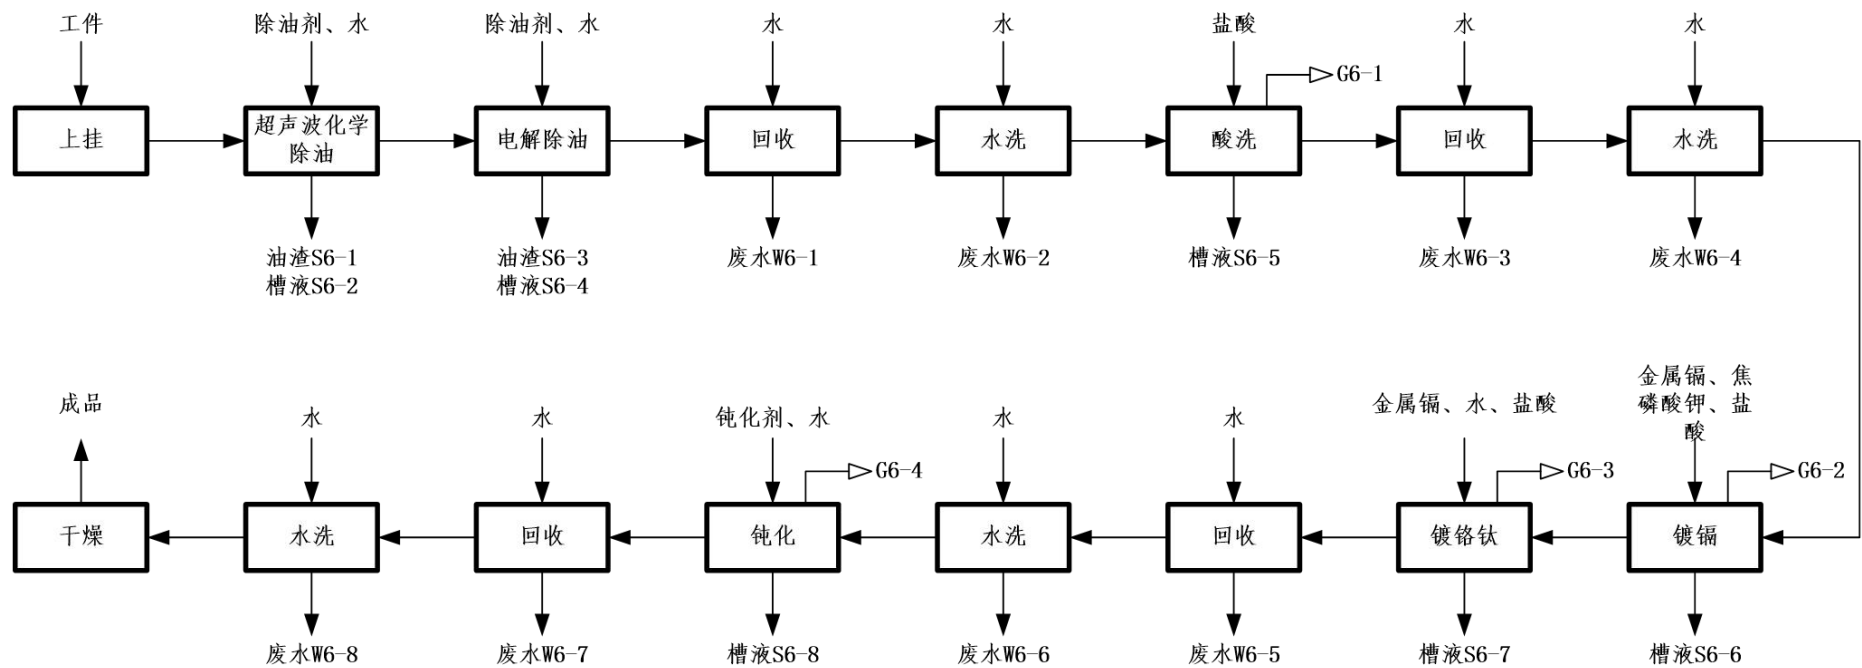 工件
除油剂、水
除油剂、水
水
水
盐酸
水
水
G6-1
上挂
超声波化学
除油
电解除油
回收
水洗
酸洗
回收
水洗
油渣S6-1
槽液S6-2
油渣S6-3
槽液S6-4
废水W6-1
废水W6-2
槽液S6-5
废水W6-3
废水W6-4
成品
水
水
钝化剂、水
水
水
金属镉、水、盐酸
金属镉、焦
磷酸钾、盐
酸
G6-4
G6-3
G6-2
干燥
水洗
回收
钝化
水洗
回收
镀铬钛
镀镉
废水W6-8
废水W6-7
槽液S6-8
废水W6-6
废水W6-5
槽液S6-7
槽液S6-6